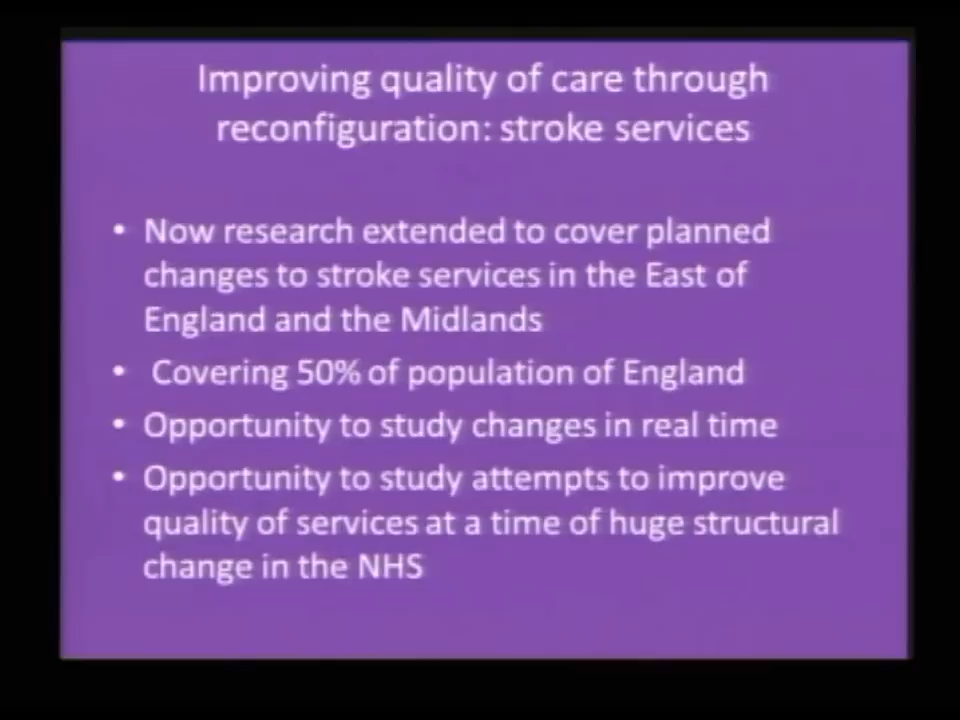 Improving quality of care through
reconfiguration: stroke services
• Now research extended to cover planned
changes to stroke services in the East of
England and the Midlands
• Covering 50% of population of England
• Opportunity to study changes in real time
• Opportunity to study attempts to improve
quality of services at a time of huge structural
change in the NHS